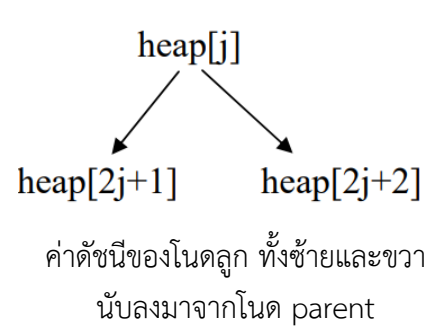 heap[j]
heap[2j+1] heap[2j+2]
ค่าดัชนีของโนดลูก ทั้งซ้ายและขวา
นับลงมาจากโนด parent